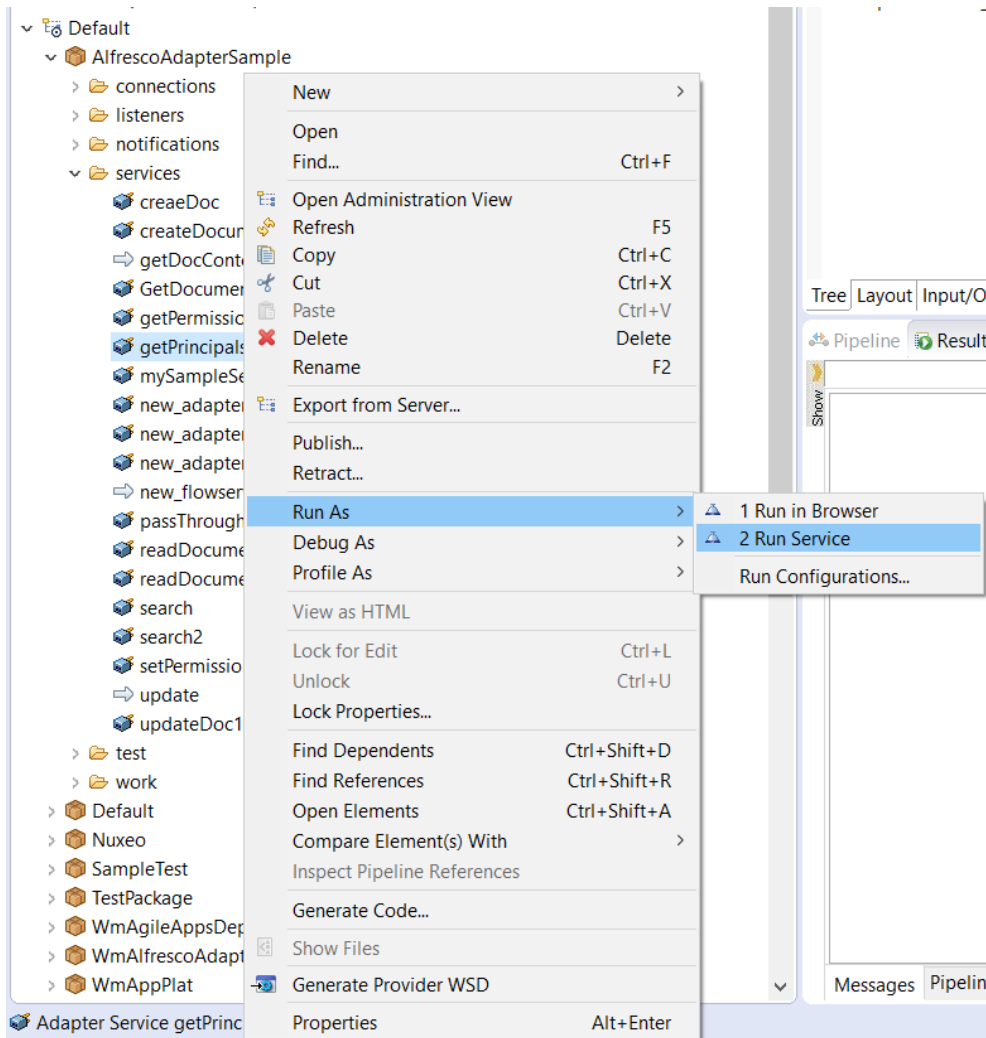 Default
AlfrescoAdapterSample
connections
listeners
notifications
services
creaeDoc
createDocun
getDocConte
GetDocumen
getPermissio
getPrincipals
mySampleSe
new_adapter
new_adapter
new_adapter
new_flowser
passThrough
readDocume
readDocume
search
search2
setPermissio
update
updateDoc1
test
work
Default
Nuxeo
SampleTest
TestPackage
WmAgileAppsDep
WmAlfrescoAdapt
WmAppPlat
Adapter Service getPrinc
New
Open
Find... Ctrl+F
Open Administration View
Refresh F5
Copy Ctrl+C
Cut Ctrl+X
Paste Ctrl+V
Delete Delete
Rename F2
Export from Server...
Publish...
Retract...
Run As
Debug As
Profile As
View as HTML
Lock for Edit Ctrl+L
Unlock Ctrl+U
Lock Properties...
Find Dependents Ctrl+Shift+D
Find References Ctrl+Shift+R
Open Elements Ctrl+Shift+A
Compare Element(s) With
Inspect Pipeline References
Generate Code...
Show Files
Generate Provider WSD
Properties Alt+Enter
1 Run in Browser
2 Run Service
Run Configurations...
Tree Layout Input/O
Pipeline Result
Show
Messages Pipelin